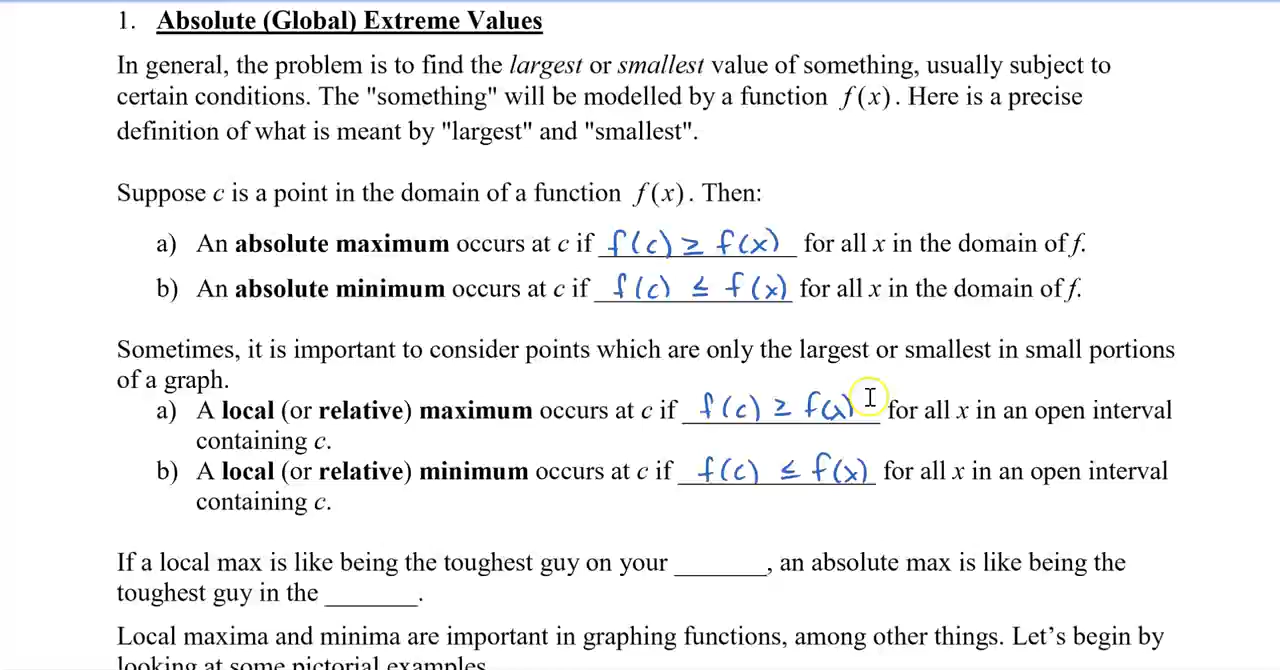 1. Absolute (Global) Extreme Values
In general, the problem is to find the largest or smallest value of something, usually subject to
certain conditions. The "something" will be modelled by a function f(x). Here is a precise
definition of what is meant by "largest" and "smallest".
Suppose c is a point in the domain of a function f(x). Then:
a) An absolute maximum occurs at c if f(c) ≥ f(x) for all x in the domain of f.
b) An absolute minimum occurs at c if f(c) ≤ f(x) for all x in the domain of f.
Sometimes, it is important to consider points which are only the largest or smallest in small portions
of a graph.
a) A local (or relative) maximum occurs at c if f(c) ≥ f(x) for all x in an open interval
containing c.
b) A local (or relative) minimum occurs at c if f(c) ≤ f(x) for all x in an open interval
containing c.
If a local max is like being the toughest guy on your _______, an absolute max is like being the
toughest guy in the _______.
Local maxima and minima are important in graphing functions, among other things. Let’s begin by
looking at some pictorial examples